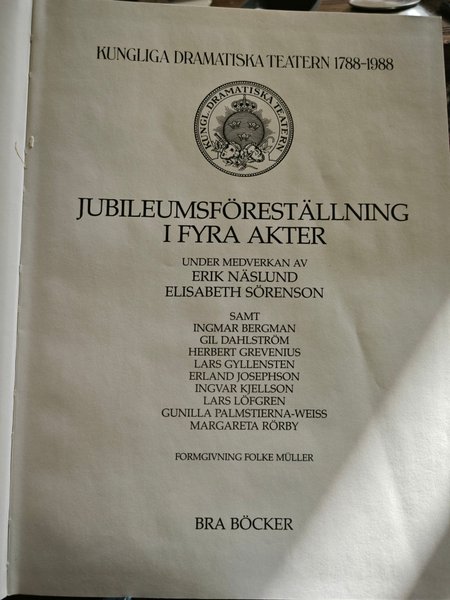 KUNGLIGA DRAMATISKA TEATERN 1788-1988
KUNGL. DRAMATISKA TEATERN
JUBILEUMSFÖRESTÄLLNING
I FYRA AKTER
UNDER MEDVERKAN AV
ERIK NÄSLUND
ELISABETH SÖRENSON
SAMT
INGMAR BERGMAN
GIL DAHLSTRÖM
HERBERT GREVENIUS
LARS GYLLENSTEN
ERLAND JOSEPHSON
INGVAR KJELLSON
LARS LÖFGREN
GUNILLA PALMSTIERNA-WEISS
MARGARETA RÖRBY
FORMGIVNING FOLKE MÜLLER
BRA BÖCKER